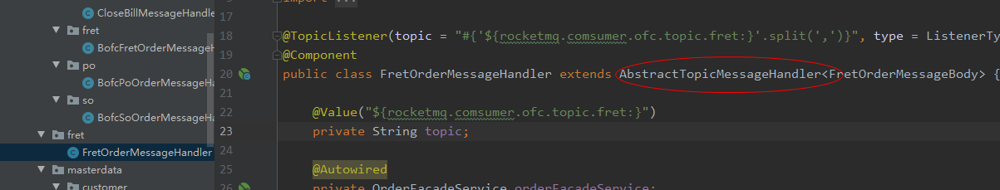 CloseBillMessageHandle
fret
BofcFretOrderMessageH
po
BofcPoOrderMessageHa
so
BofcSoOrderMessageHa
fret
FretOrderMessageHandler
masterdata
customer
import ...
17
18 @TopicListener(topic = "#{'${rocketmq.comsumer.ofc.topic.fret:}'.split(',')}", type = ListenerTy
19 @Component
20 public class FretOrderMessageHandler extends AbstractTopicMessageHandler<FretOrderMessageBody> {
21
22 @Value("${rocketmq.comsumer.ofc.topic.fret:}")
23 private String topic;
24
25 @Autowired
26 private OrderFacadeService orderFacadeService;